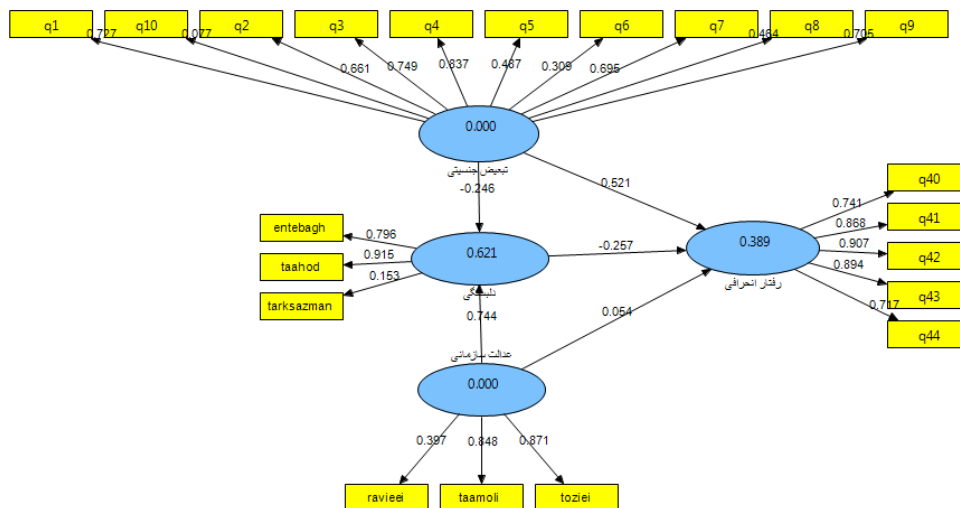 q1 q10 q2 q3 q4 q5 q6 q7 q8 q9
0.727 0.077 0.661 0.749 0.837 0.487 0.309 0.695 0.464 0.705
0.000
تبعیض جنسیتی
-0.246
0.521
q40
0.741
q41
0.868
entebagh
0.796
q42
0.907
taahod
0.915
0.621
-0.257
0.389
tarksazman
0.153
دلبستگی
رفتار انحرافی
0.894
q43
0.717
q44
0.744
0.054
عدالت سازمانی
0.000
0.397 0.848 0.871
ravieei taamoli toziei